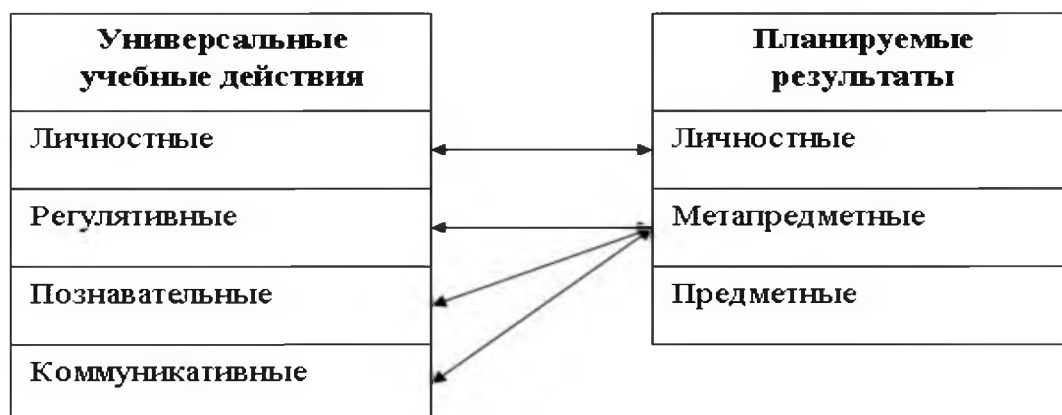 Универсальные
учебные действия
Личностные
Регулятивные
Познавательные
Коммуникативные
Планируемые
результаты
Личностные
Метапредметные
Предметные